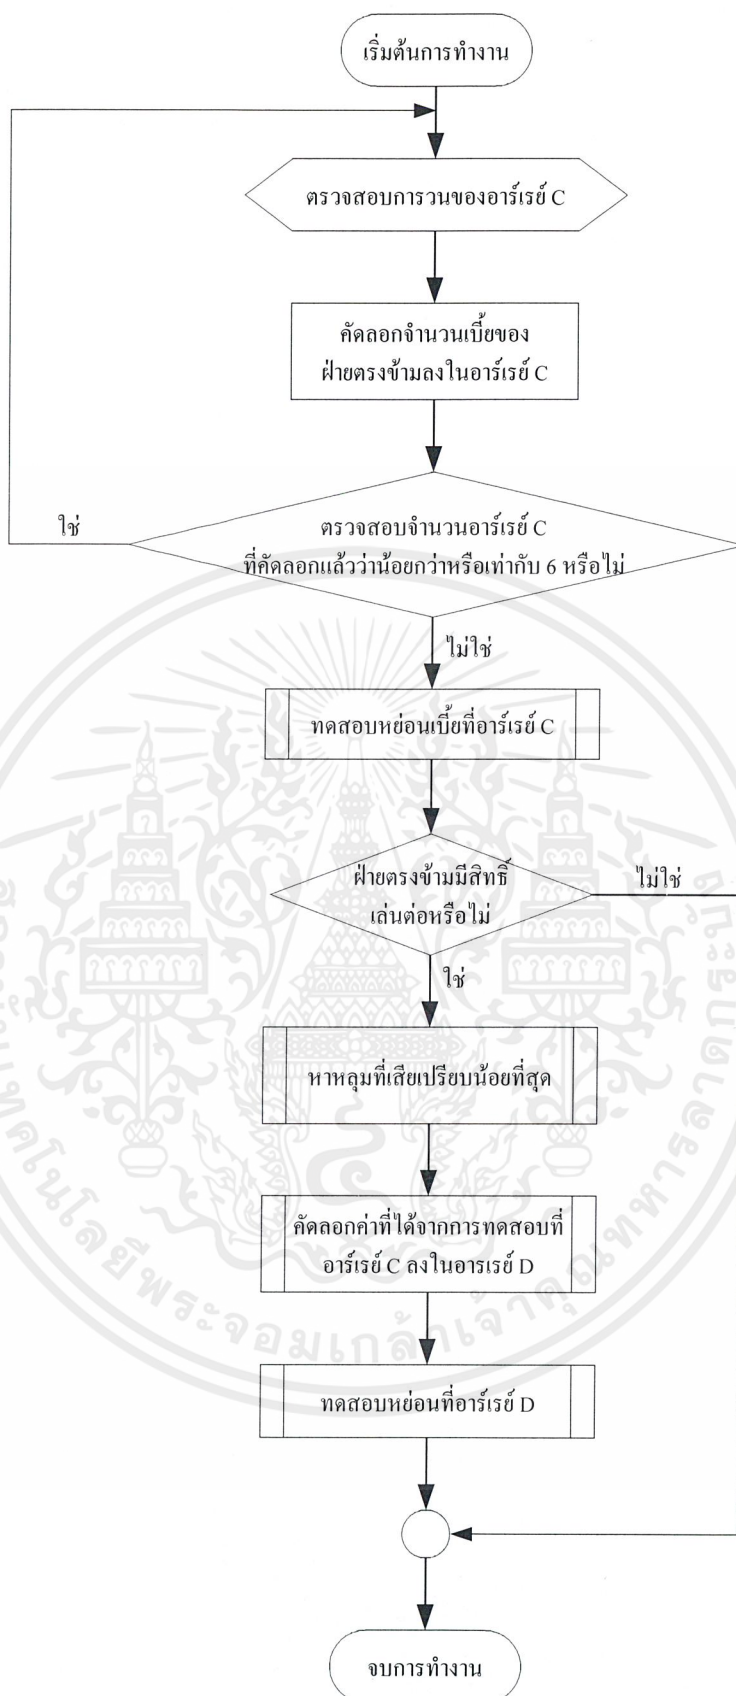 เริ่มต้นการทำงาน
ตรวจสอบการวนของอาร์เรย์ C
คัดลอกจำนวนเบี้ยของ
ฝ่ายตรงข้ามลงในอาร์เรย์ C
ใช่
ตรวจสอบจำนวนอาร์เรย์ C
ที่คัดลอกแล้วว่าน้อยกว่าหรือเท่ากับ 6 หรือไม่
ไม่ใช่
ทดสอบหย่อนเบี้ยที่อาร์เรย์ C
ฝ่ายตรงข้ามมีสิทธิ์
เล่นต่อหรือไม่
ไม่ใช่
ใช่
หาหลุมที่เสียเปรียบน้อยที่สุด
คัดลอกค่าที่ได้จากการทดสอบที่
อาร์เรย์ C ลงในอารเรย์ D
ทดสอบหย่อนที่อาร์เรย์ D
จบการทำงาน